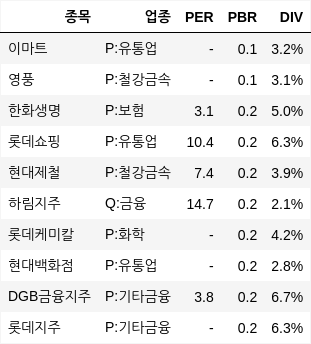 종목 업종 PER PBR DIV
이마트 P:유통업 - 0.1 3.2%
영풍 P:철강금속 - 0.1 3.1%
한화생명 P:보험 3.1 0.2 5.0%
롯데쇼핑 P:유통업 10.4 0.2 6.3%
현대제철 P:철강금속 7.4 0.2 3.9%
하림지주 Q:금융 14.7 0.2 2.1%
롯데케미칼 P:화학 - 0.2 4.2%
현대백화점 P:유통업 - 0.2 2.8%
DGB금융지주 P:기타금융 3.8 0.2 6.7%
롯데지주 P:기타금융 - 0.2 6.3%